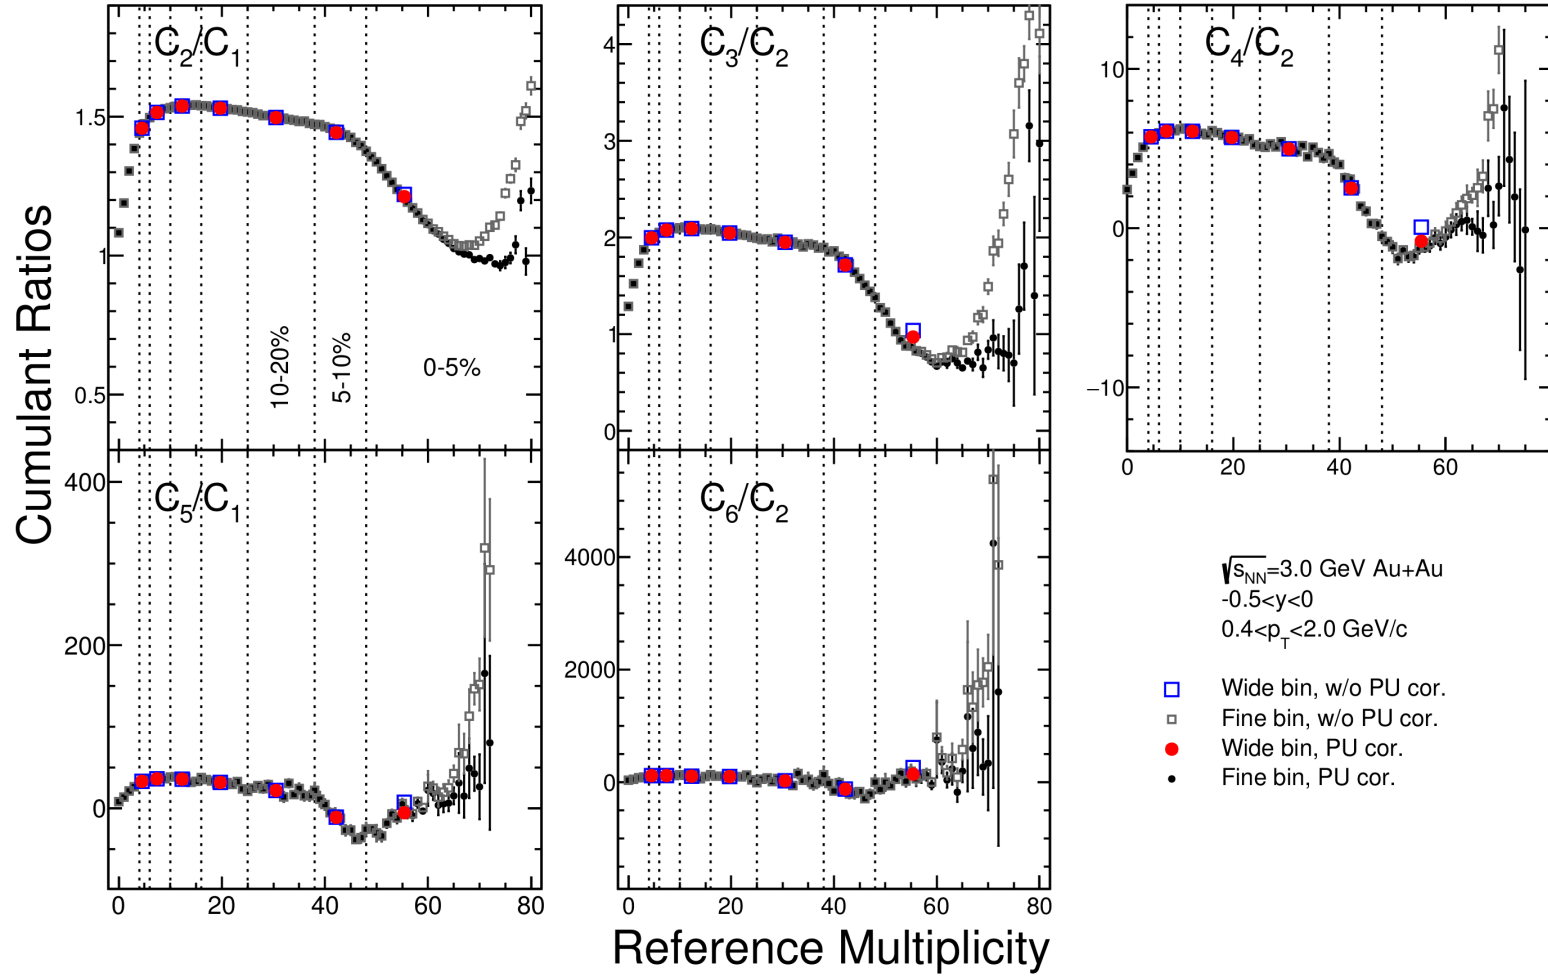 Cumulant Ratios
C2/C1
1.5
1
0.5
10-20%
5-10%
0-5%
C3/C2
4
3
2
1
0
C4/C2
10
0
−10
0 20 40 60
C5/C1
400
200
0
0 20 40 60 80
C6/C2
4000
2000
0
0 20 40 60 80
Reference Multiplicity
√sNN=3.0 GeV Au+Au
-0.5<y<0
0.4<pT<2.0 GeV/c
Wide bin, w/o PU cor.
Fine bin, w/o PU cor.
Wide bin, PU cor.
Fine bin, PU cor.